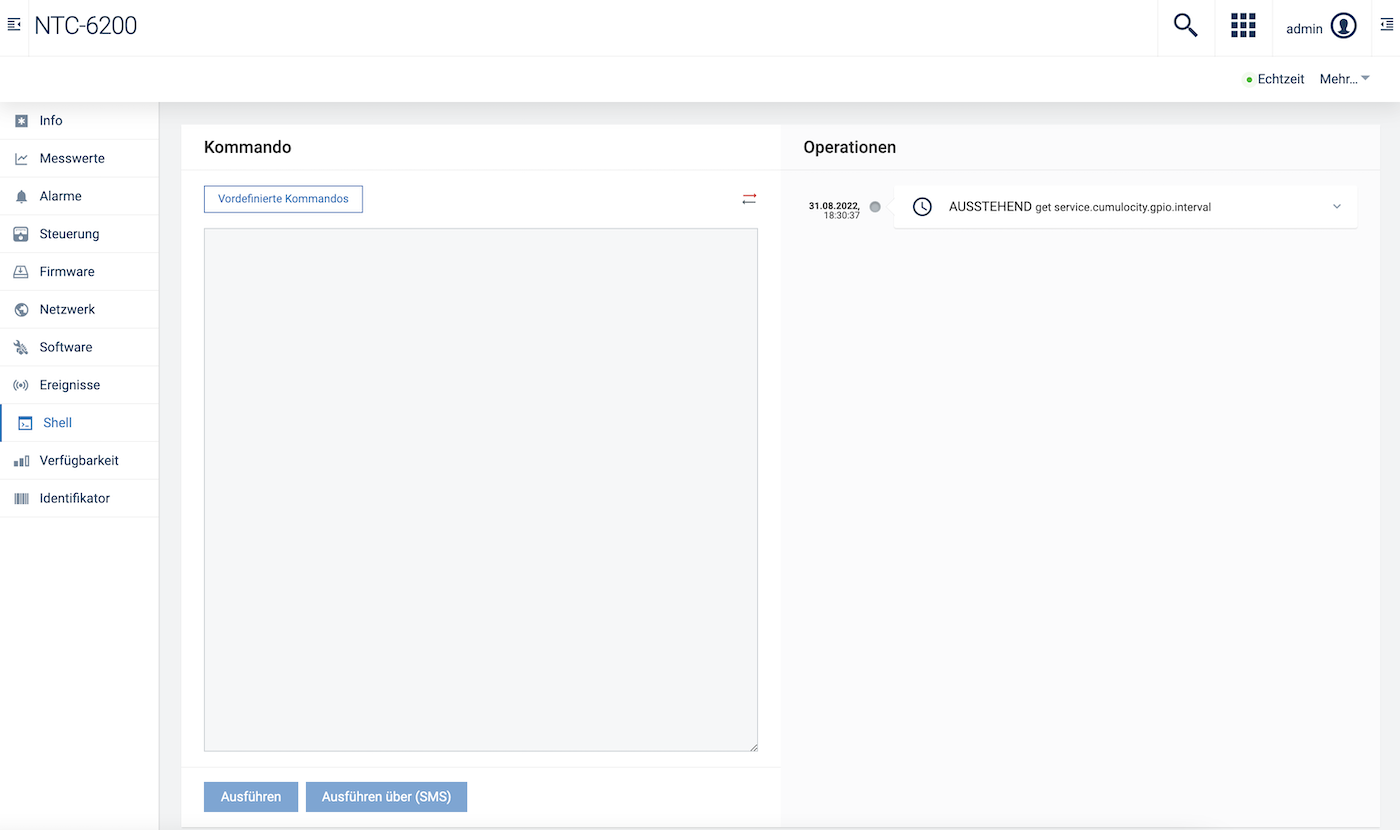 NTC-6200
admin
Echtzeit Mehr...
Info
Messwerte
Alarme
Steuerung
Firmware
Netzwerk
Software
Ereignisse
Shell
Verfügbarkeit
Identifikator
Kommando
Vordefinierte Kommandos
Ausführen
Ausführen über (SMS)
Operationen
31.08.2022,
18:30:37
AUSSTEHEND get service.cumulocity.gpio.interval